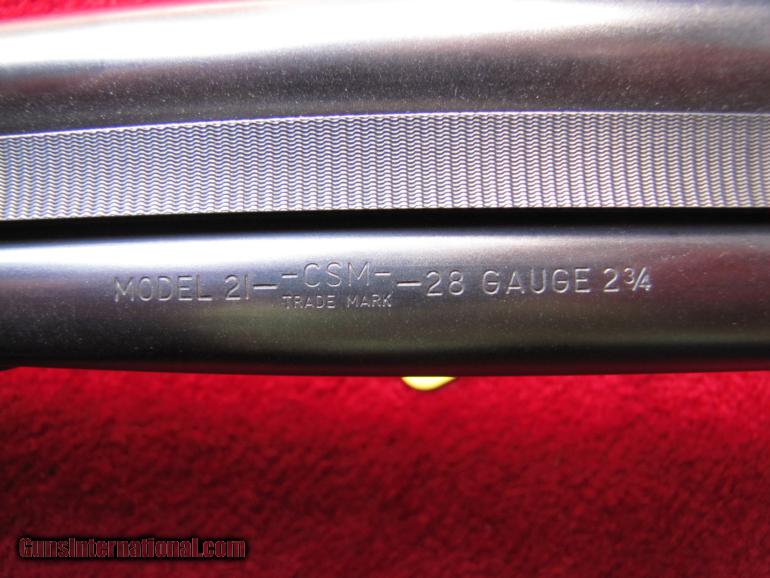 MODEL 21— -CSM- —28 GAUGE 2¾
TRADE MARK
GunsInternational.com